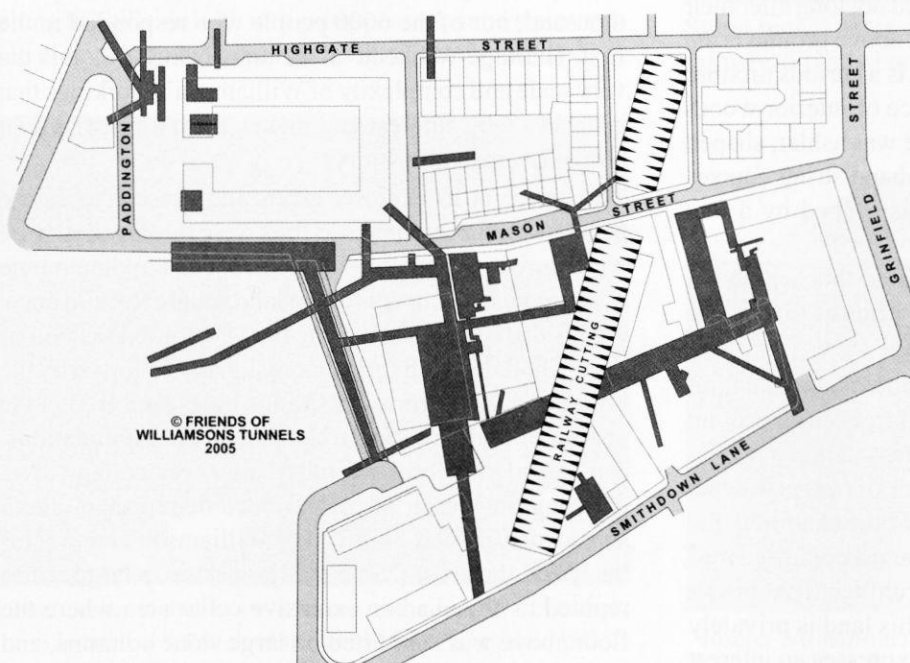 HIGHGATE STREET
PADDINGTON
MASON STREET
STREET
GRINFIELD
RAILWAY CUTTING
SMITHDOWN LANE
© FRIENDS OF
WILLIAMSONS TUNNELS
2005